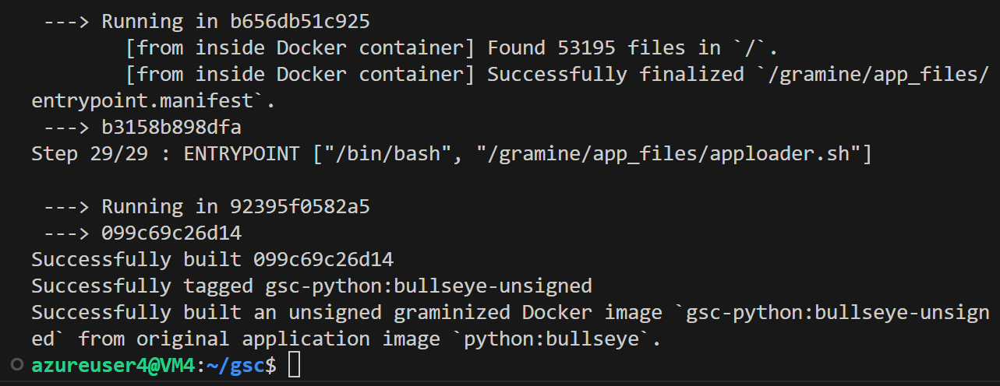 ---> Running in b656db51c925
[from inside Docker container] Found 53195 files in `/`.
[from inside Docker container] Successfully finalized `/gramine/app_files/
entrypoint.manifest`.
---> b3158b898dfa
Step 29/29 : ENTRYPOINT ["/bin/bash", "/gramine/app_files/apploader.sh"]
---> Running in 92395f0582a5
---> 099c69c26d14
Successfully built 099c69c26d14
Successfully tagged gsc-python:bullseye-unsigned
Successfully built an unsigned graminized Docker image `gsc-python:bullseye-unsign
ed` from original application image `python:bullseye`.
azureuser4@VM4:~/gsc$